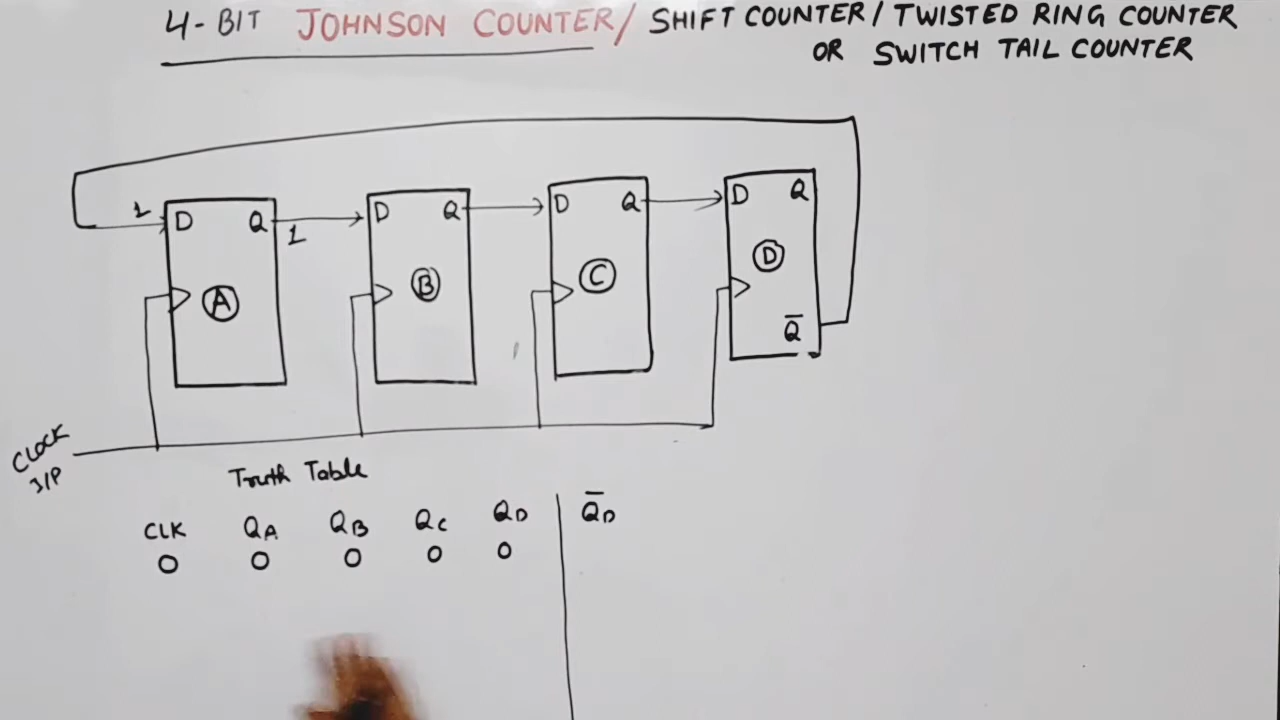 4-BIT JOHNSON COUNTER/ SHIFT COUNTER/TWISTED RING COUNTER
OR SWITCH TAIL COUNTER
1 D Q 1 D Q D Q D Q
A B C D
Q̅
CLOCK
I/P
Truth Table
CLK QA QB QC QD Q̅D
0 0 0 0 0